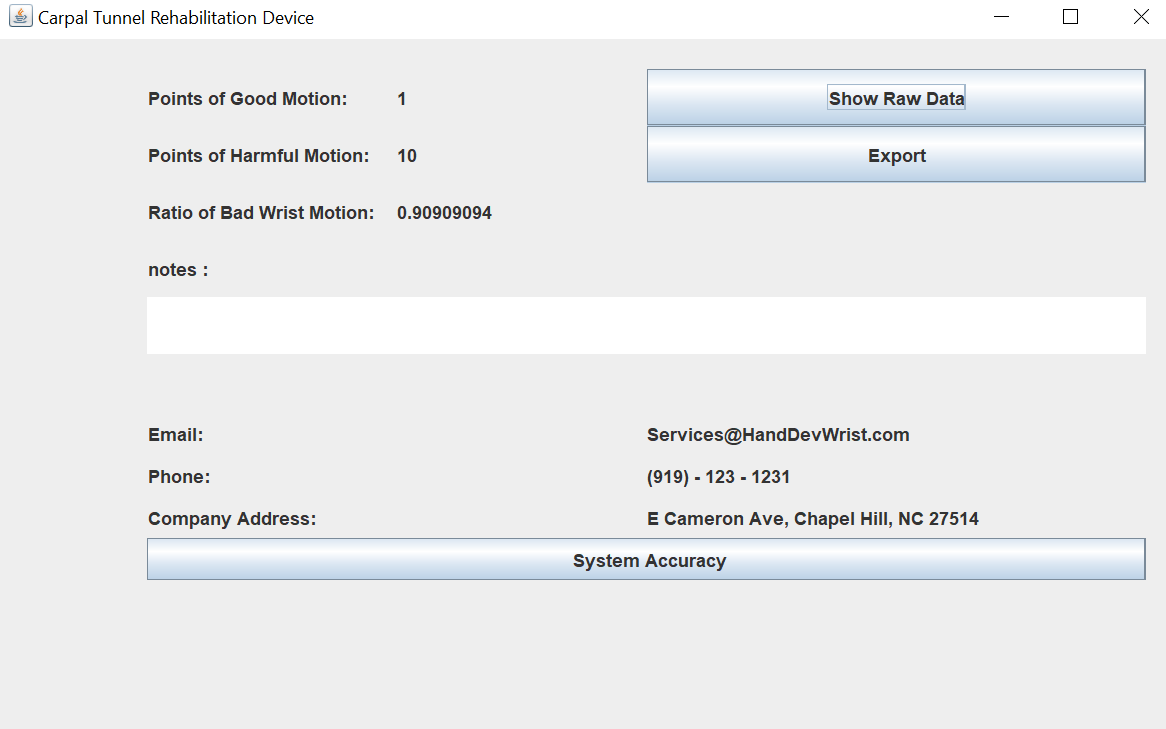 Carpal Tunnel Rehabilitation Device
Points of Good Motion: 1
Show Raw Data
Points of Harmful Motion: 10
Export
Ratio of Bad Wrist Motion: 0.90909094
notes :
Email: Services@HandDevWrist.com
Phone: (919) - 123 - 1231
Company Address: E Cameron Ave, Chapel Hill, NC 27514
System Accuracy